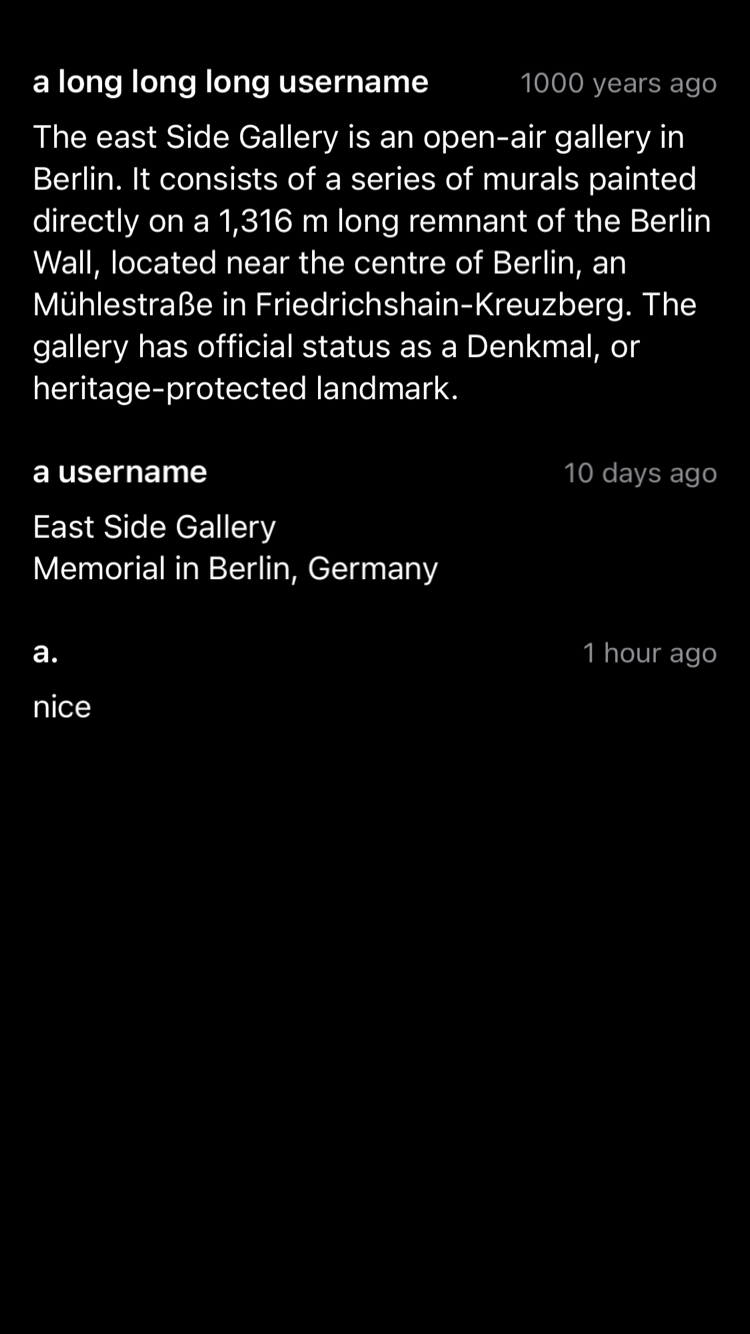 a long long long username 1000 years ago
The east Side Gallery is an open-air gallery in
Berlin. It consists of a series of murals painted
directly on a 1,316 m long remnant of the Berlin
Wall, located near the centre of Berlin, an
Mühlestraße in Friedrichshain-Kreuzberg. The
gallery has official status as a Denkmal, or
heritage-protected landmark.
a username 10 days ago
East Side Gallery
Memorial in Berlin, Germany
a. 1 hour ago
nice